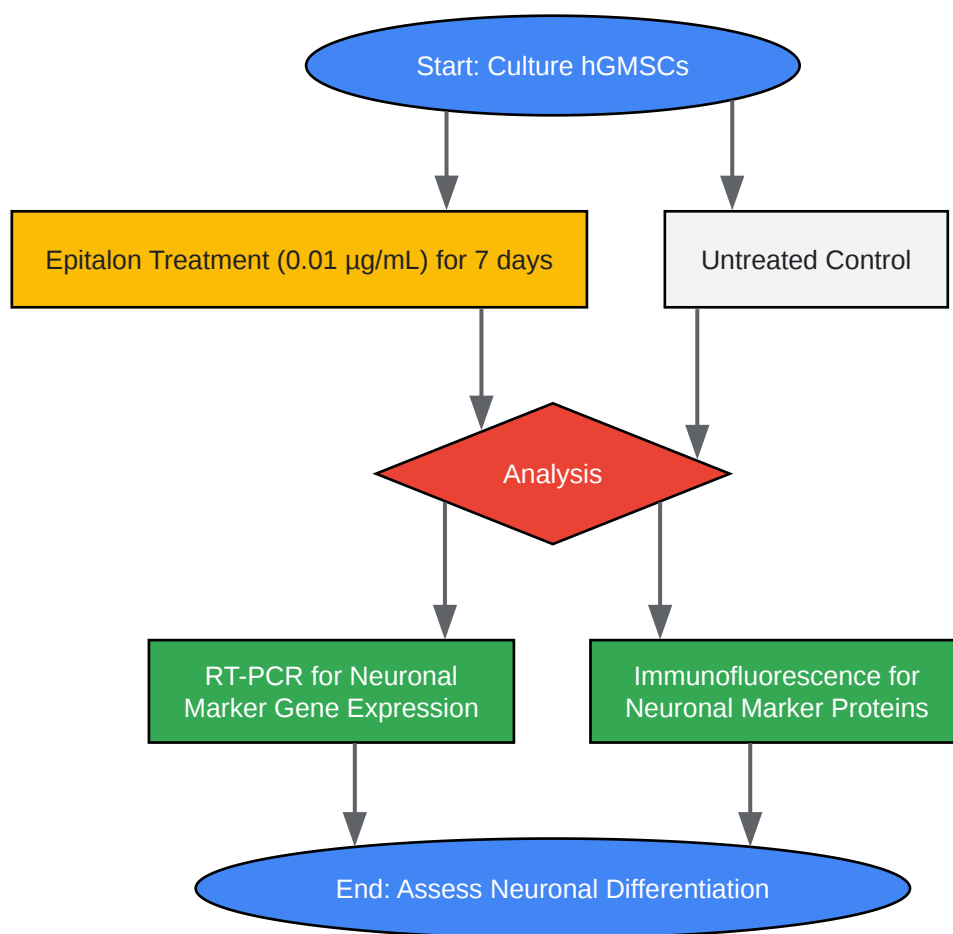 Start: Culture hGMSCs
Epitalon Treatment (0.01 µg/mL) for 7 days
Untreated Control
Analysis
RT-PCR for Neuronal
Marker Gene Expression
Immunofluorescence for
Neuronal Marker Proteins
End: Assess Neuronal Differentiation